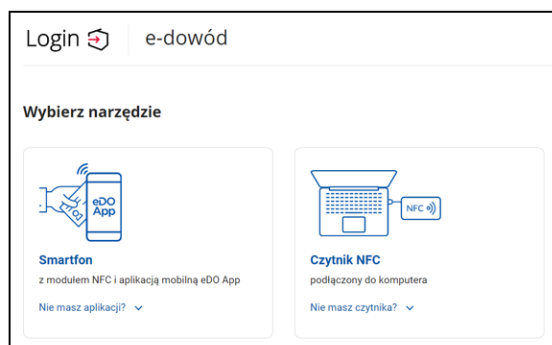 Login e-dowód
Wybierz narzędzie
eDO
App
Smartfon
z modułem NFC i aplikacją mobilną eDO App
Nie masz aplikacji?
NFC
Czytnik NFC
podłączony do komputera
Nie masz czytnika?